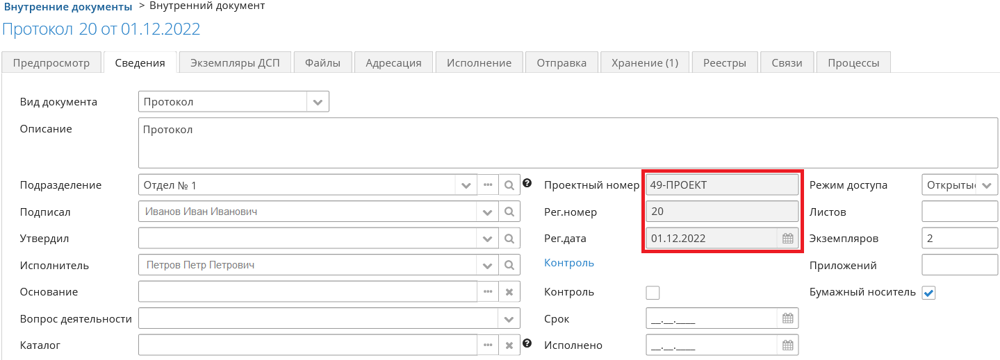 Внутренние документы > Внутренний документ
Протокол 20 от 01.12.2022
Предпросмотр Сведения Экземпляры ДСП Файлы Адресация Исполнение Отправка Хранение (1) Реестры Связи Процессы
Вид документа Протокол
Описание Протокол
Подразделение Отдел № 1 ... ? Проектный номер 49-ПРОЕКТ Режим доступа Открытый
Подписал Иванов Иван Иванович Рег.номер 20 Листов
Утвердил Рег.дата 01.12.2022 Экземпляров 2
Исполнитель Петров Петр Петрович Контроль Приложений
Основание ... Контроль Бумажный носитель
Вопрос деятельности Срок __.__.____
Каталог ... ? Исполнено __.__.____